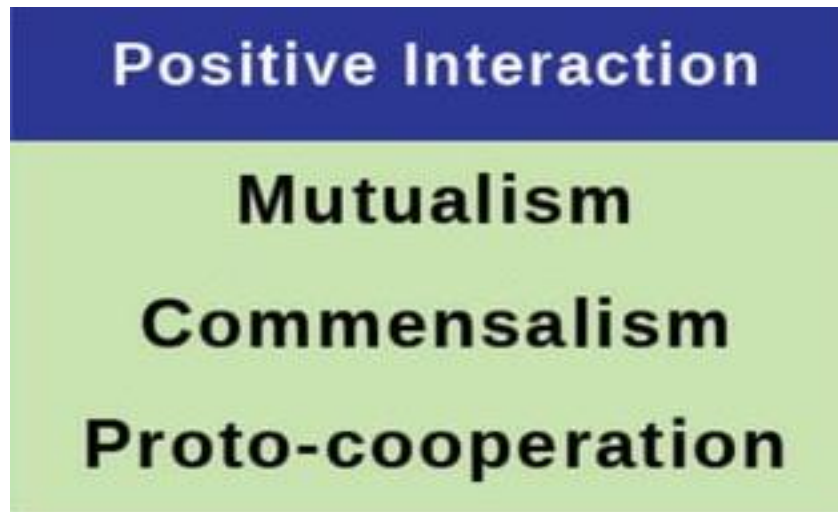 Positive Interaction
Mutualism
Commensalism
Proto-cooperation